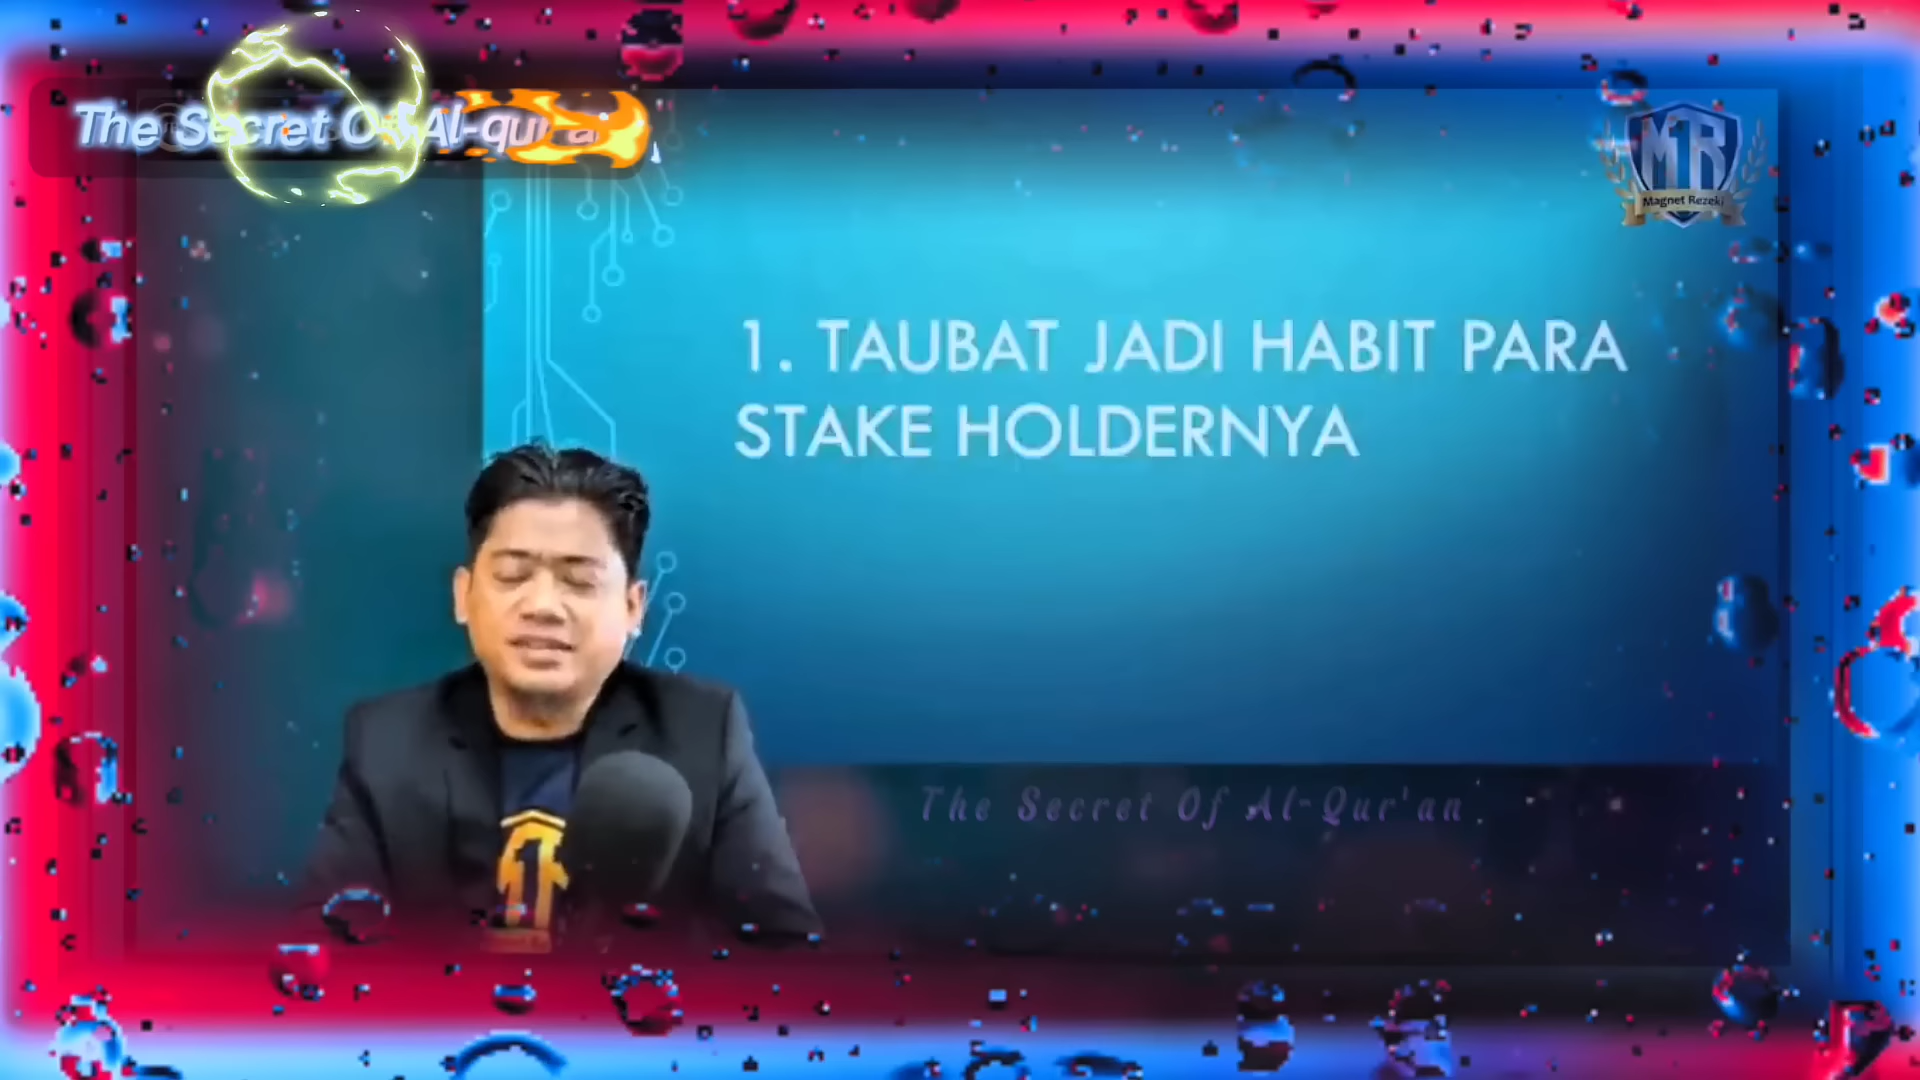 The Secret Of Al-qur'a
MR
Magnet Rezeki
1. TAUBAT JADI HABIT PARA
STAKE HOLDERNYA
The Secret Of Al-Qur'an